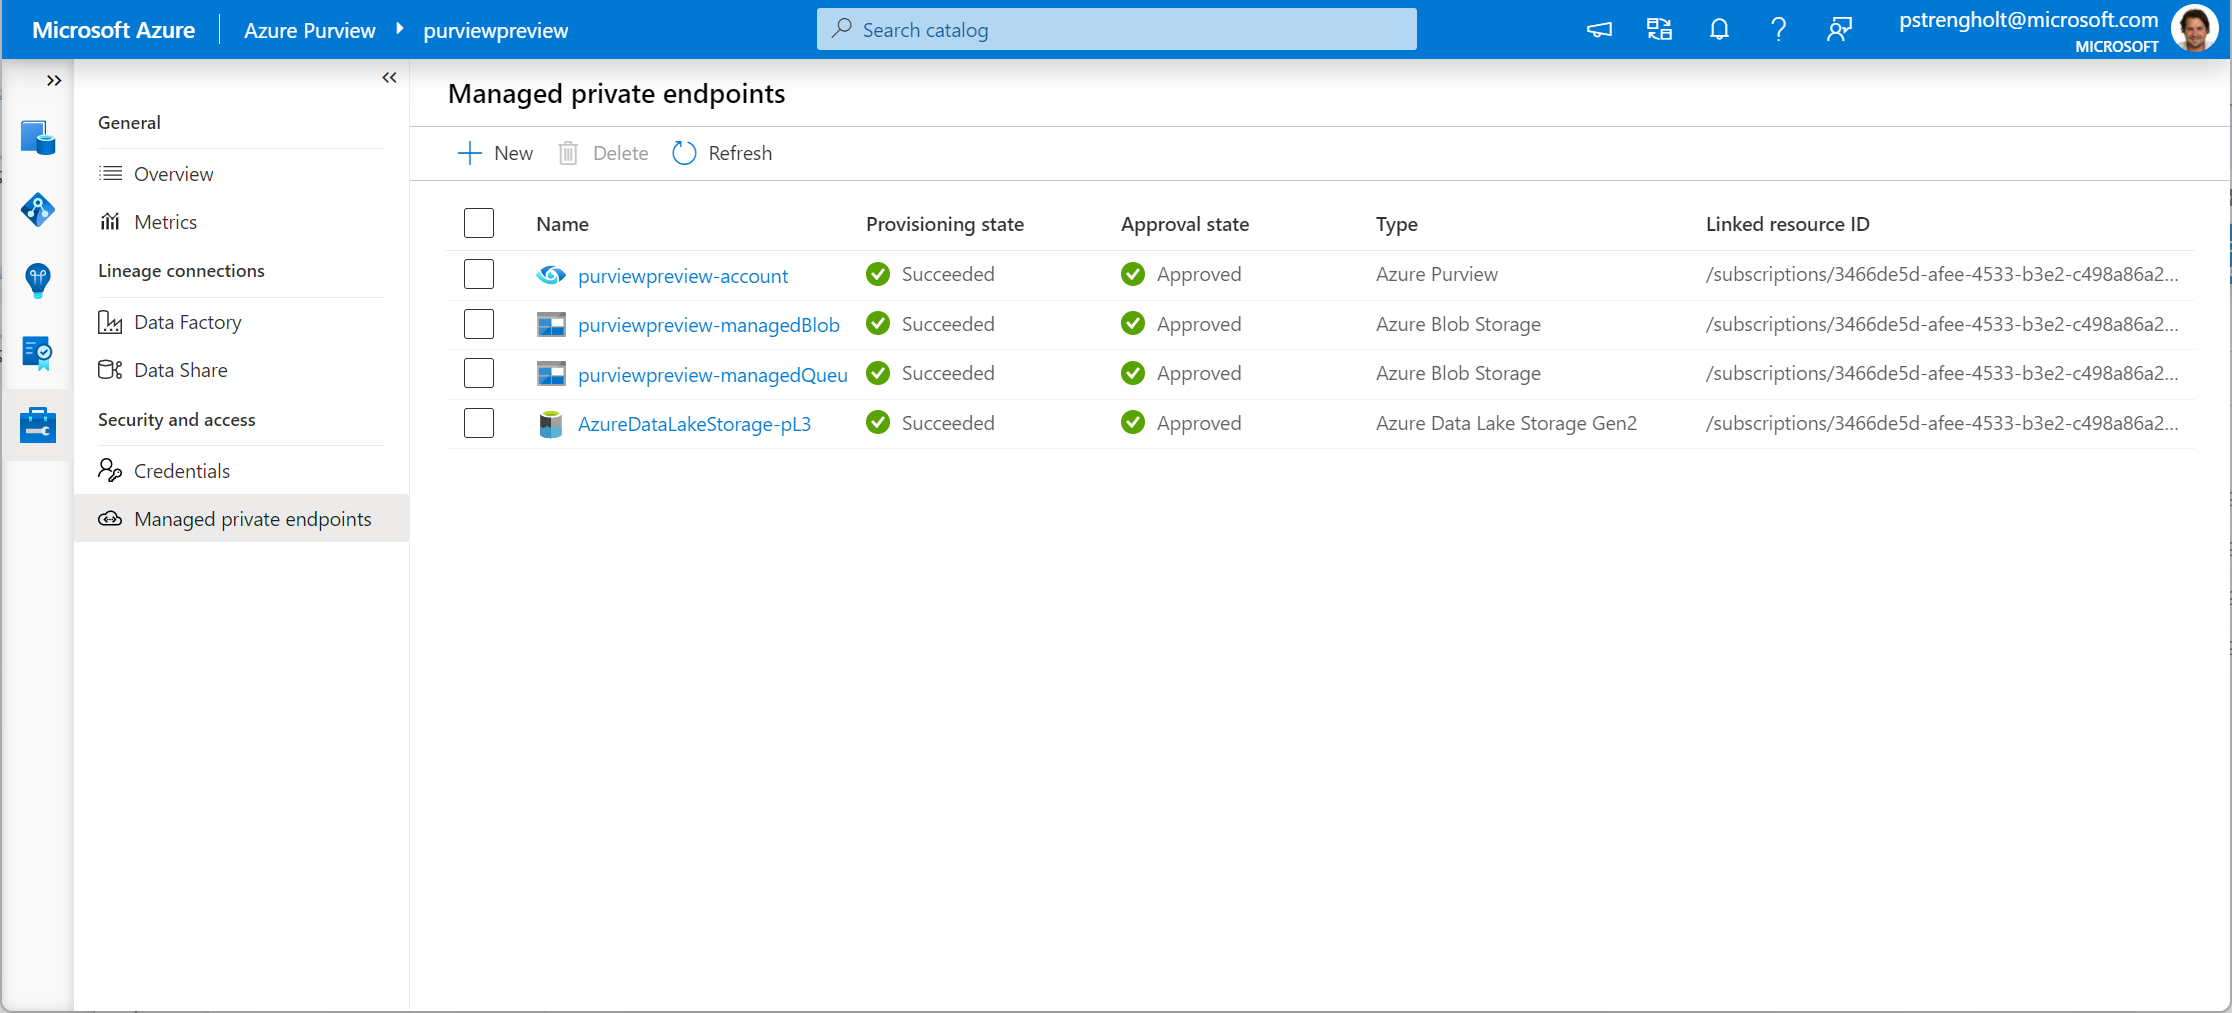 Microsoft Azure
Azure Purview
purviewpreview
Search catalog
pstrengholt@microsoft.com
MICROSOFT
General
Overview
Metrics
Lineage connections
Data Factory
Data Share
Security and access
Credentials
Managed private endpoints
Managed private endpoints
New Delete Refresh
Name Provisioning state Approval state Type Linked resource ID
purviewpreview-account Succeeded Approved Azure Purview /subscriptions/3466de5d-afee-4533-b3e2-c498a86a2...
purviewpreview-managedBlob Succeeded Approved Azure Blob Storage /subscriptions/3466de5d-afee-4533-b3e2-c498a86a2...
purviewpreview-managedQueu Succeeded Approved Azure Blob Storage /subscriptions/3466de5d-afee-4533-b3e2-c498a86a2...
AzureDataLakeStorage-pL3 Succeeded Approved Azure Data Lake Storage Gen2 /subscriptions/3466de5d-afee-4533-b3e2-c498a86a2...